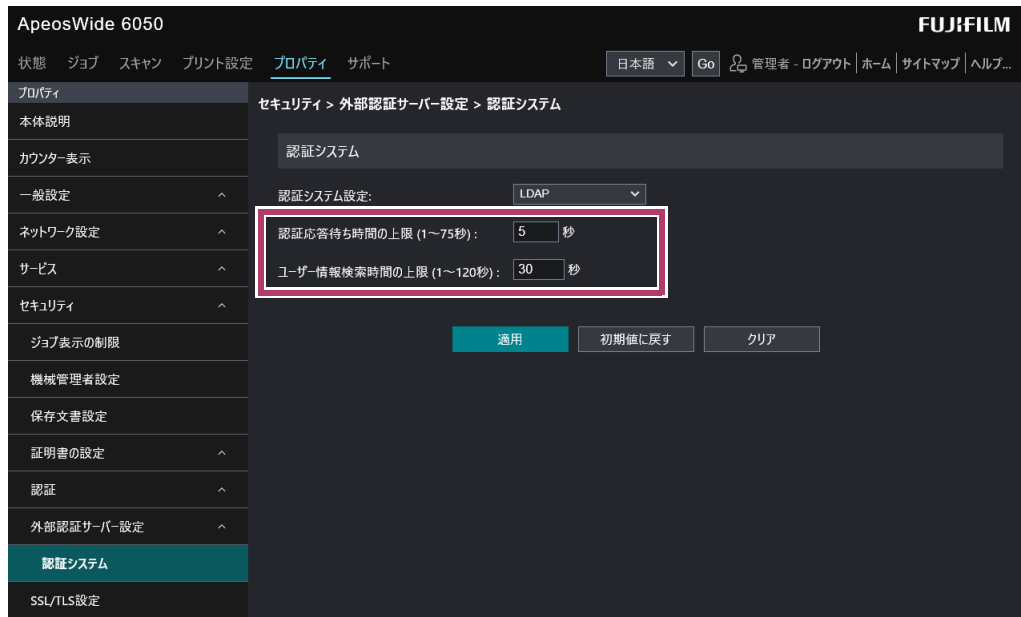 ApeosWide 6050
FUJIFILM
状態 ジョブ スキャン プリント設定 プロパティ サポート 日本語 Go 管理者 - ログアウト ホーム サイトマップ ヘルプ...
プロパティ
本体説明
カウンター表示
一般設定
ネットワーク設定
サービス
セキュリティ
ジョブ表示の制限
機械管理者設定
保存文書設定
証明書の設定
認証
外部認証サーバー設定
認証システム
SSL/TLS設定
セキュリティ > 外部認証サーバー設定 > 認証システム
認証システム
認証システム設定: LDAP
認証応答待ち時間の上限 (1～75秒) : 5 秒
ユーザー情報検索時間の上限 (1～120秒) : 30 秒
適用 初期値に戻す クリア